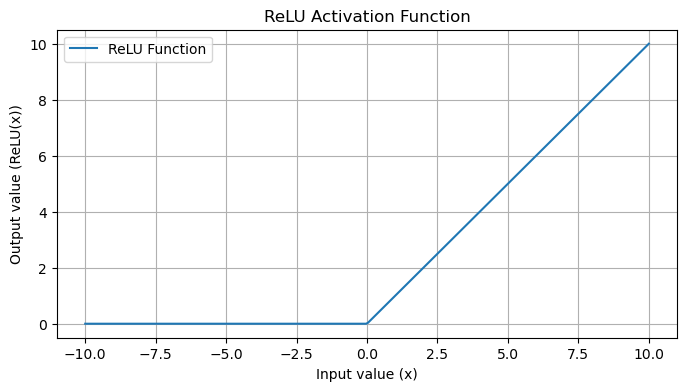 ReLU Activation Function
ReLU Function
Output value (ReLU(x))
10
8
6
4
2
0
−10.0 −7.5 −5.0 −2.5 0.0 2.5 5.0 7.5 10.0
Input value (x)